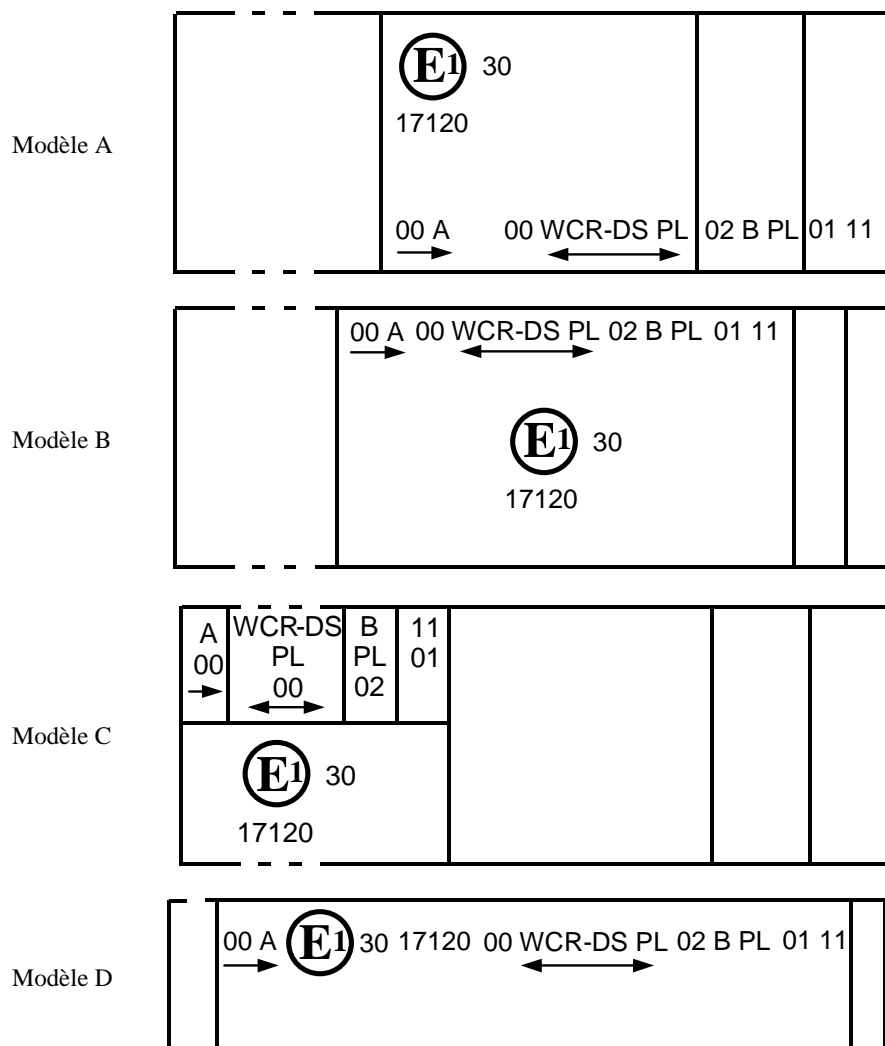 Modèle A
E1 30
17120
00 A 00 WCR-DS PL 02 B PL 01 11
Modèle B
00 A 00 WCR-DS PL 02 B PL 01 11
E1 30
17120
Modèle C
A WCR-DS B 11
00 PL PL 01
00 02
E1 30
17120
Modèle D
00 A E1 30 17120 00 WCR-DS PL 02 B PL 01 11